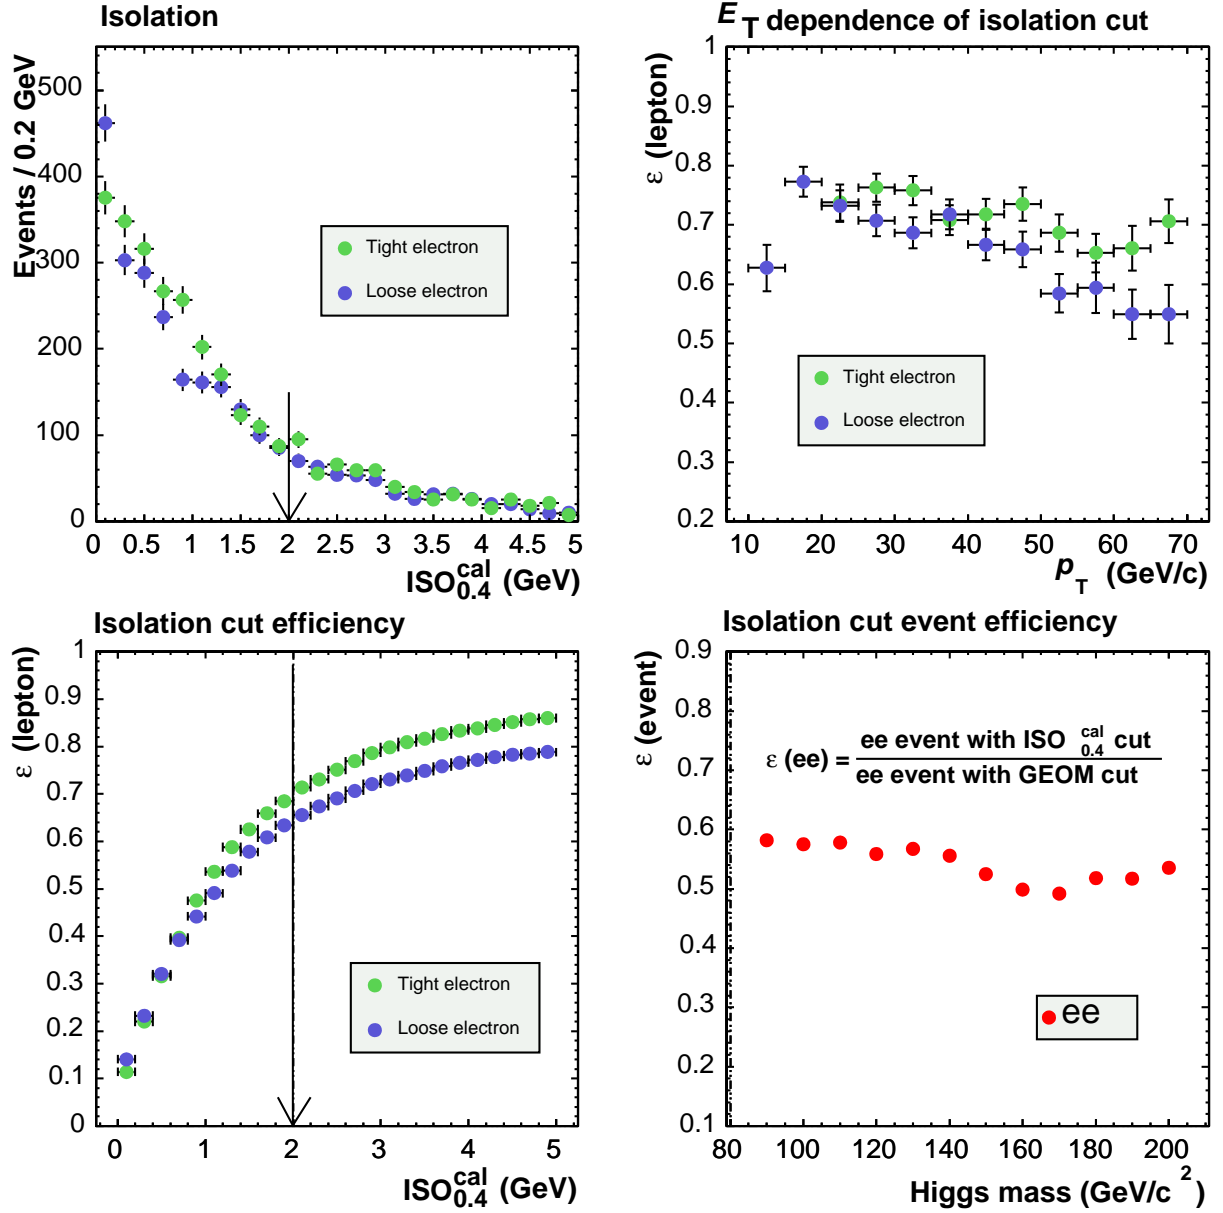 Isolation
Events / 0.2 GeV
500
400
300
200
100
0
Tight electron
Loose electron
0 0.5 1 1.5 2 2.5 3 3.5 4 4.5 5
ISO cal 0.4 (GeV)
E T dependence of isolation cut
ε (lepton)
1
0.9
0.8
0.7
0.6
0.5
0.4
0.3
0.2
Tight electron
Loose electron
10 20 30 40 50 60 70
p T (GeV/c)
Isolation cut efficiency
ε (lepton)
1
0.9
0.8
0.7
0.6
0.5
0.4
0.3
0.2
0.1
0
Tight electron
Loose electron
0 1 2 3 4 5
ISO cal 0.4 (GeV)
Isolation cut event efficiency
ε (event)
0.9
0.8
0.7
0.6
0.5
0.4
0.3
0.2
0.1
ε (ee) = ee event with ISO cal 0.4 cut
ee event with GEOM cut
ee
80 100 120 140 160 180 200
Higgs mass (GeV/c 2)